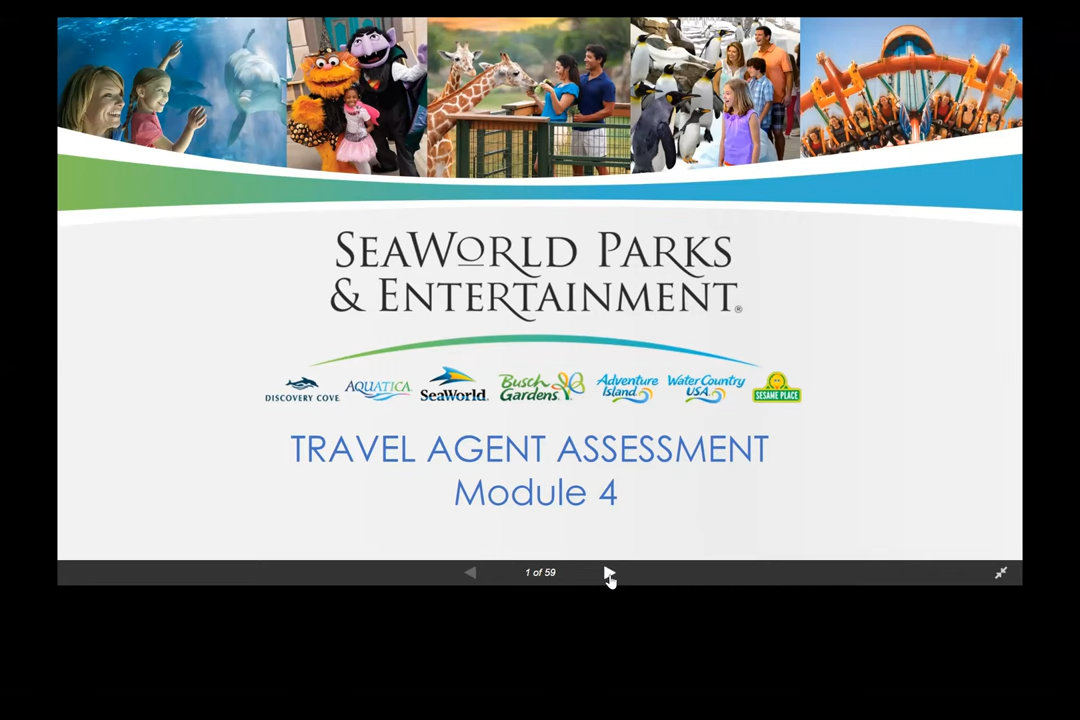 SEAWORLD PARKS
& ENTERTAINMENT®
DISCOVERY COVE AQUATICA SeaWorld Busch Gardens Adventure Island Water Country USA SESAME PLACE
TRAVEL AGENT ASSESSMENT
Module 4
1 of 59